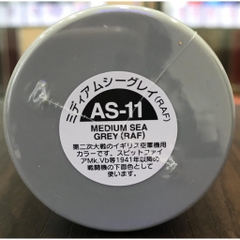 ミディアムシーグレイ(RAF)
AS-11
MEDIUM SEA
GREY (RAF)
第二次大戦のイギリス空軍機用
カラーです。スピットファイ
アMk.Vb等1941年以降の
戦闘機の下面色として
使います。